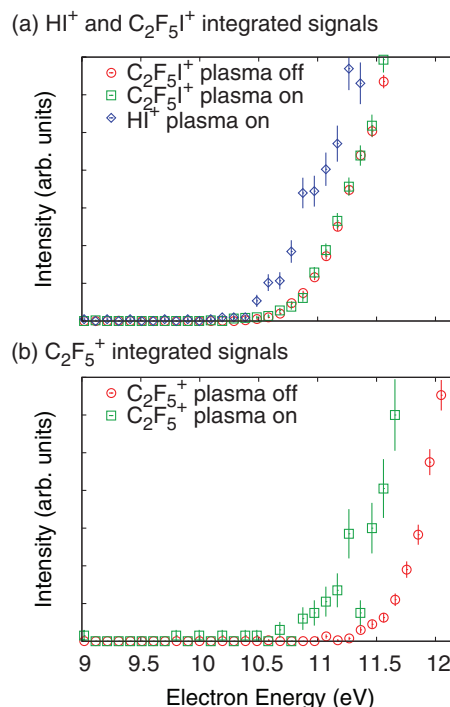 (a) HI⁺ and C₂F₅I⁺ integrated signals
C₂F₅I⁺ plasma off
C₂F₅I⁺ plasma on
HI⁺ plasma on
Intensity (arb. units)
(b) C₂F₅⁺ integrated signals
C₂F₅⁺ plasma off
C₂F₅⁺ plasma on
Intensity (arb. units)
9 9.5 10 10.5 11 11.5 12
Electron Energy (eV)